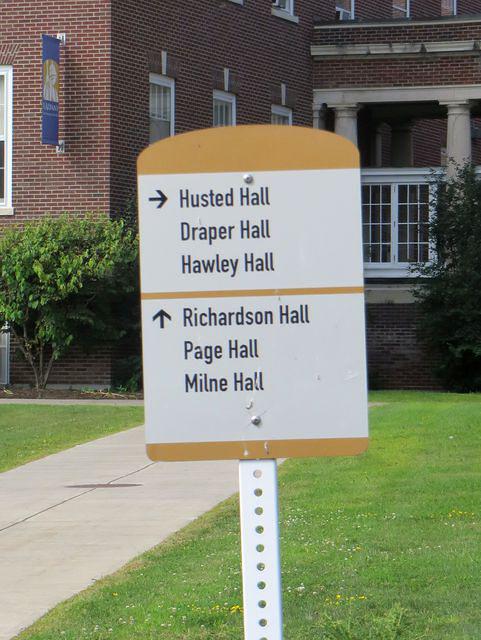 → Husted Hall
Draper Hall
Hawley Hall
↑ Richardson Hall
Page Hall
Milne Hall